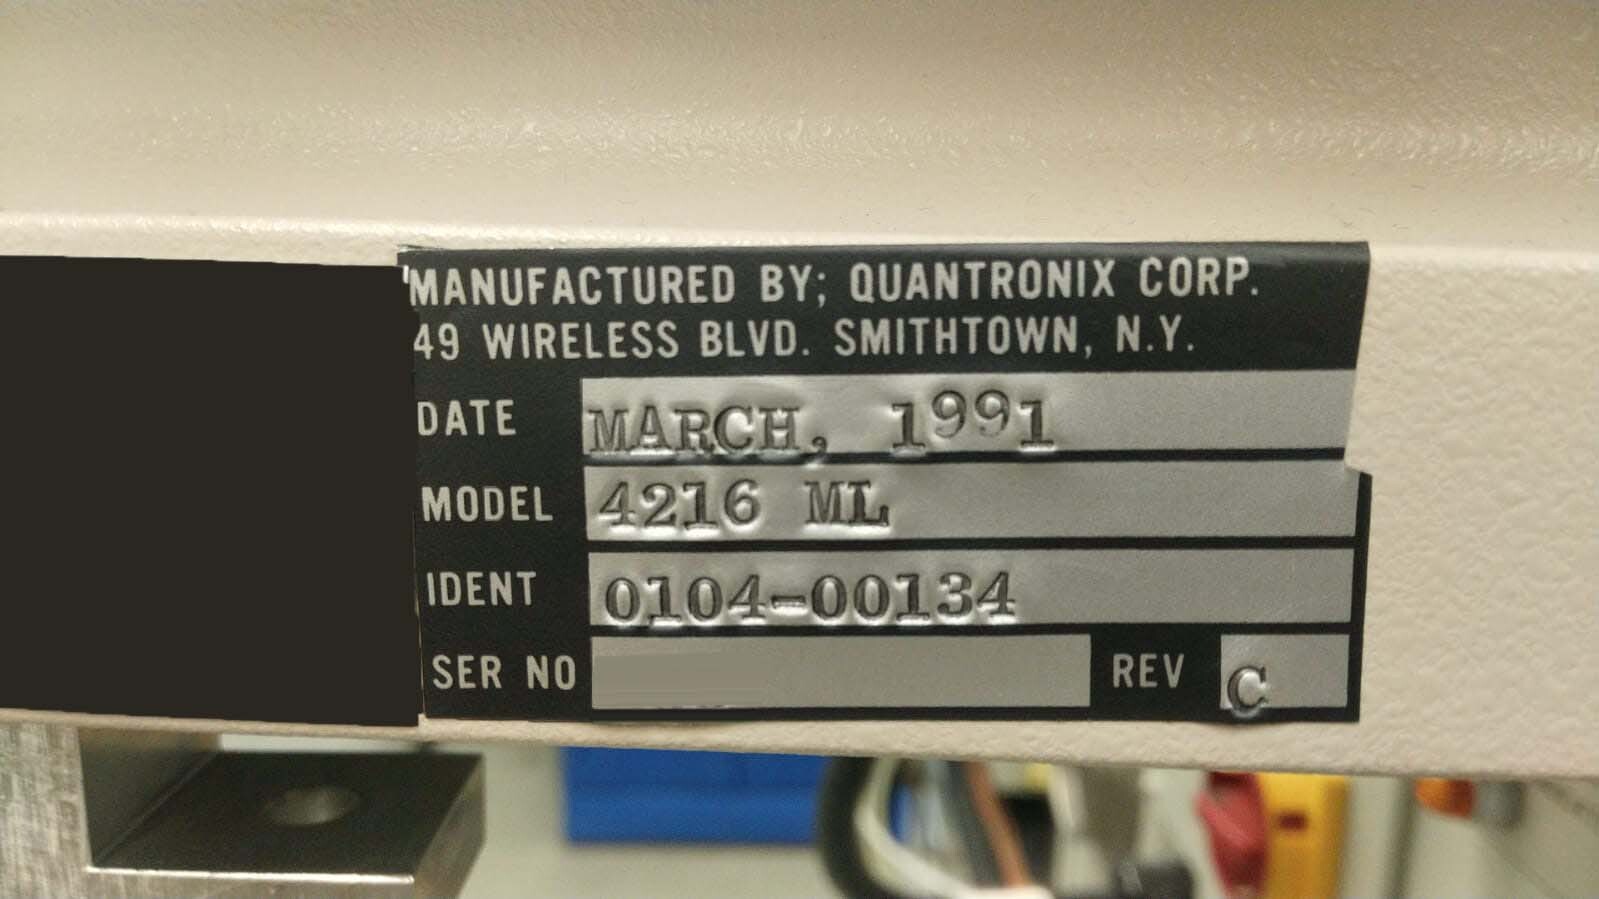 MANUFACTURED BY; QUANTRONIX CORP.
49 WIRELESS BLVD. SMITHTOWN, N.Y.
DATE MARCH, 1991
MODEL 4216 ML
IDENT 0104-00134
SER NO REV C